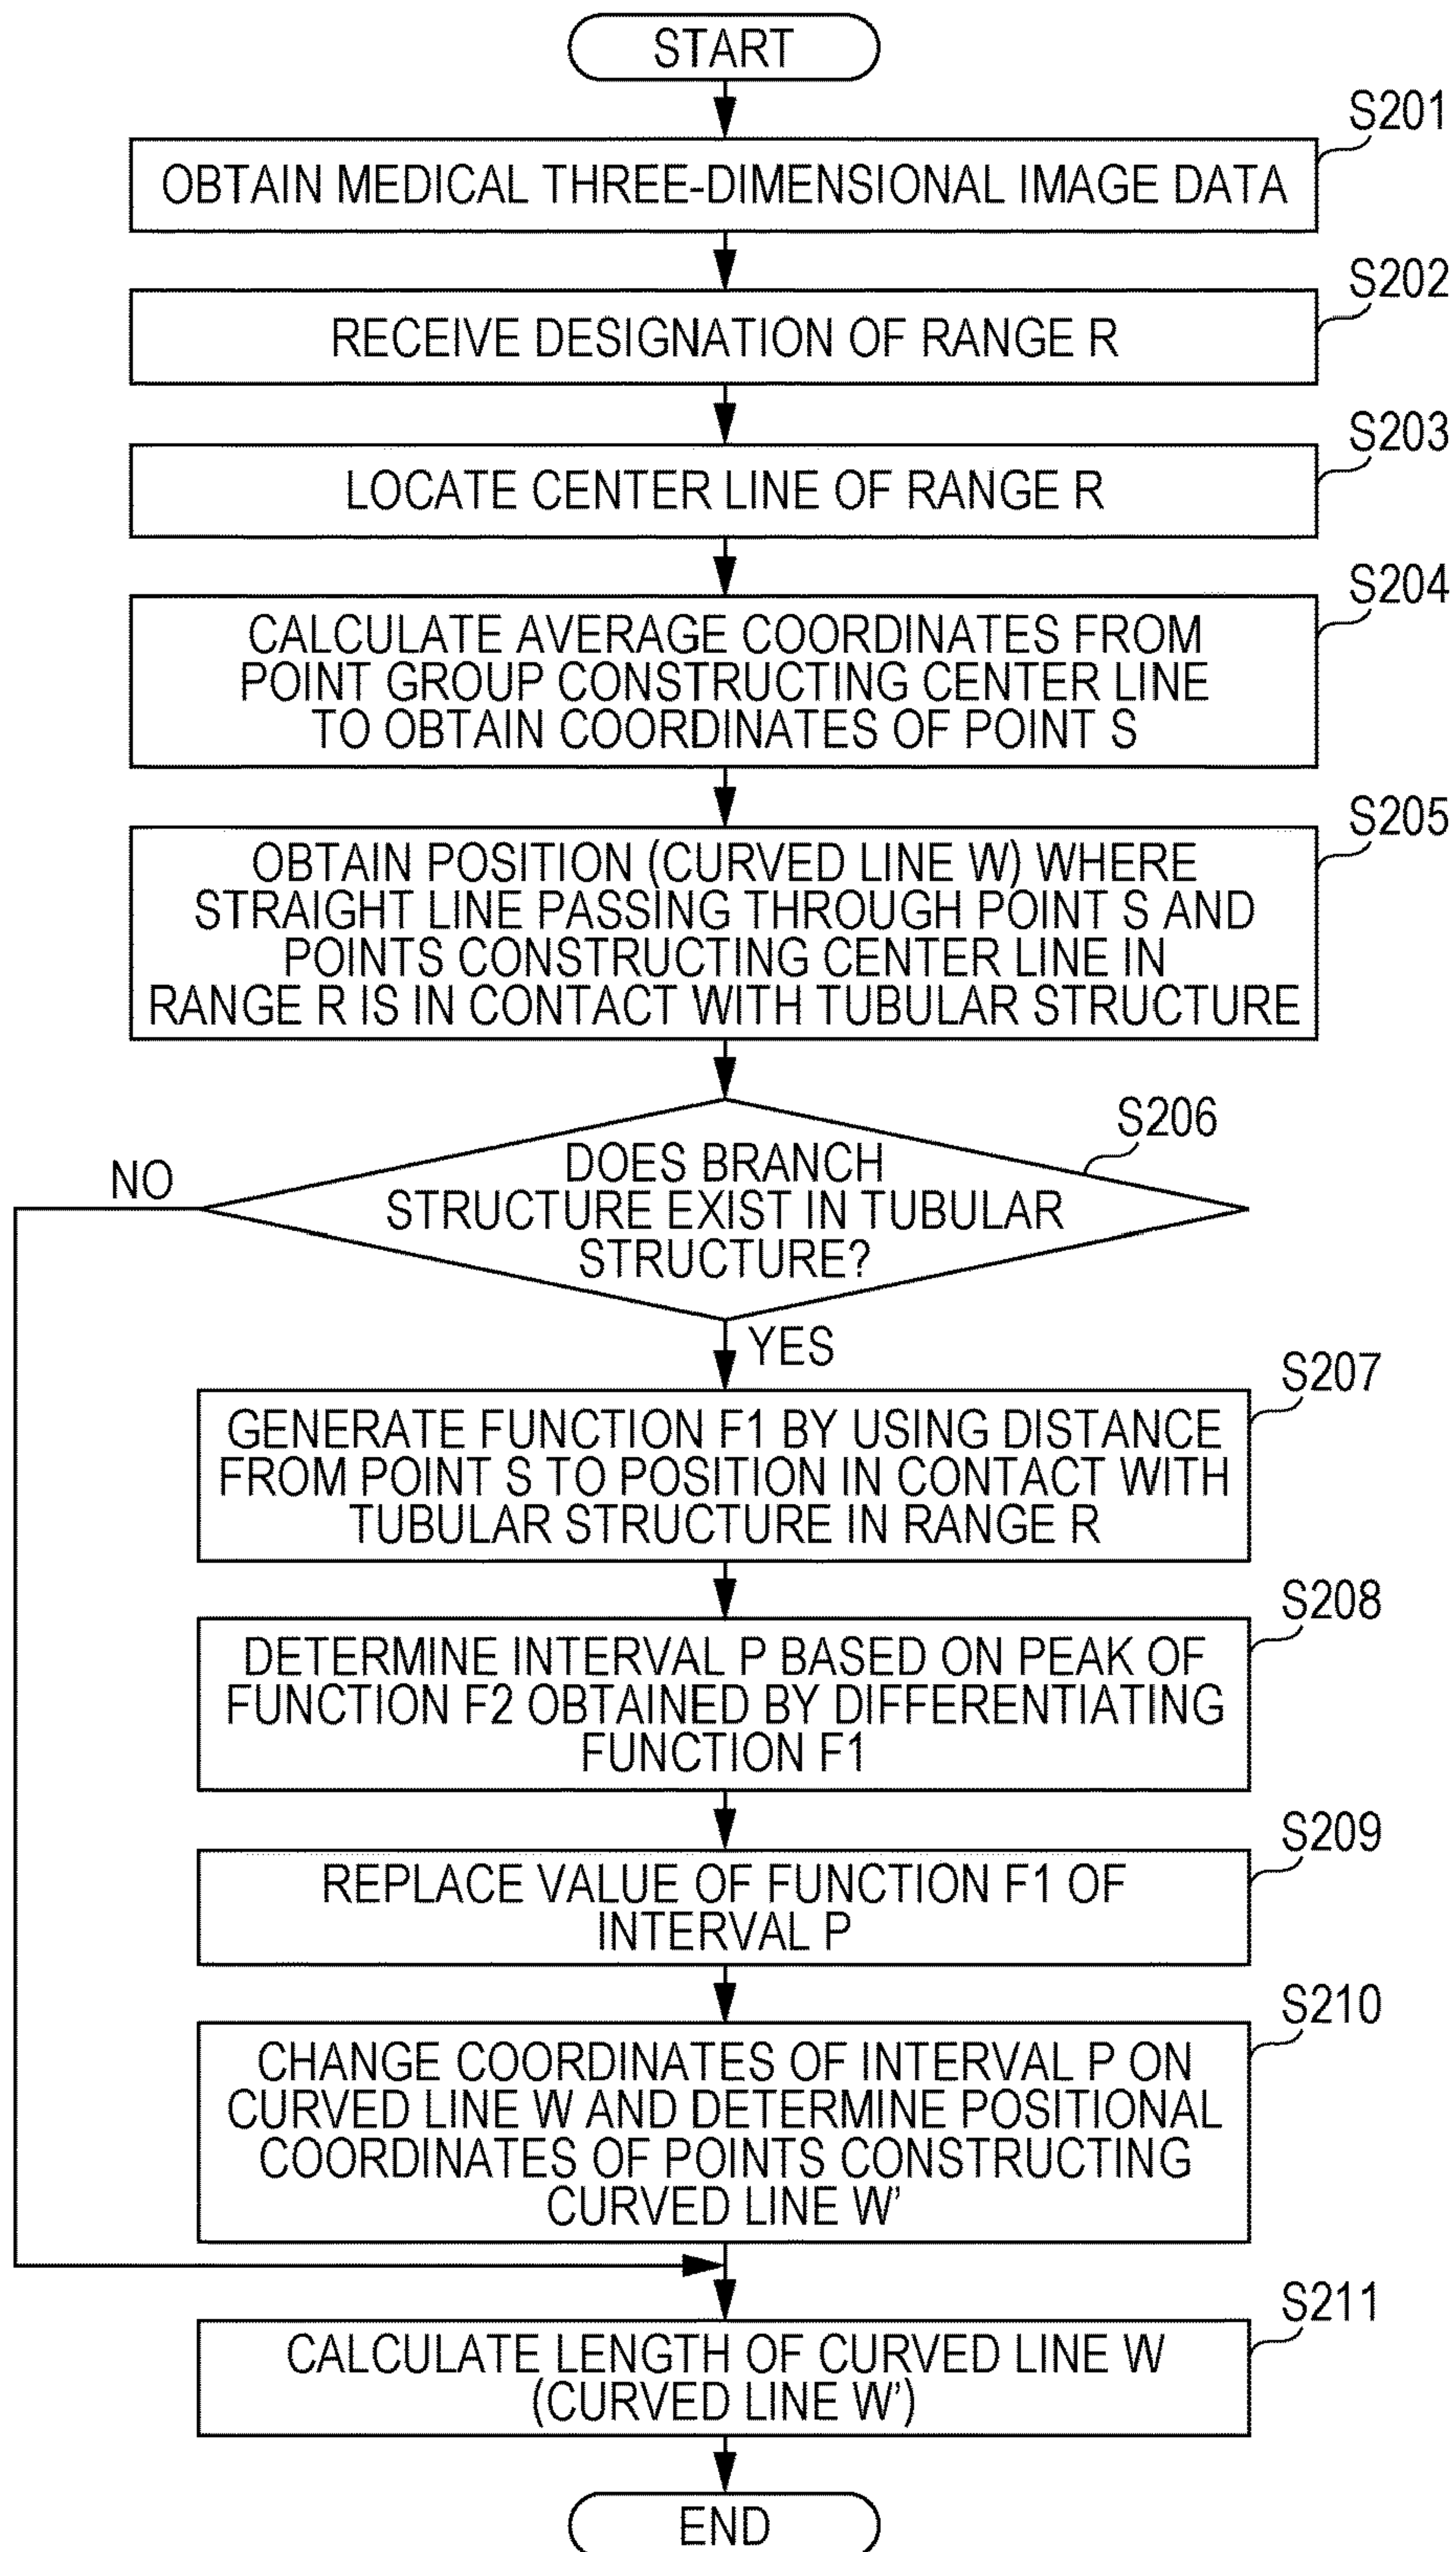 START
S201
OBTAIN MEDICAL THREE-DIMENSIONAL IMAGE DATA
S202
RECEIVE DESIGNATION OF RANGE R
S203
LOCATE CENTER LINE OF RANGE R
S204
CALCULATE AVERAGE COORDINATES FROM
POINT GROUP CONSTRUCTING CENTER LINE
TO OBTAIN COORDINATES OF POINT S
S205
OBTAIN POSITION (CURVED LINE W) WHERE
STRAIGHT LINE PASSING THROUGH POINT S AND
POINTS CONSTRUCTING CENTER LINE IN
RANGE R IS IN CONTACT WITH TUBULAR STRUCTURE
S206
DOES BRANCH
STRUCTURE EXIST IN TUBULAR
STRUCTURE?
NO
YES
S207
GENERATE FUNCTION F1 BY USING DISTANCE
FROM POINT S TO POSITION IN CONTACT WITH
TUBULAR STRUCTURE IN RANGE R
S208
DETERMINE INTERVAL P BASED ON PEAK OF
FUNCTION F2 OBTAINED BY DIFFERENTIATING
FUNCTION F1
S209
REPLACE VALUE OF FUNCTION F1 OF
INTERVAL P
S210
CHANGE COORDINATES OF INTERVAL P ON
CURVED LINE W AND DETERMINE POSITIONAL
COORDINATES OF POINTS CONSTRUCTING
CURVED LINE W'
S211
CALCULATE LENGTH OF CURVED LINE W
(CURVED LINE W')
END